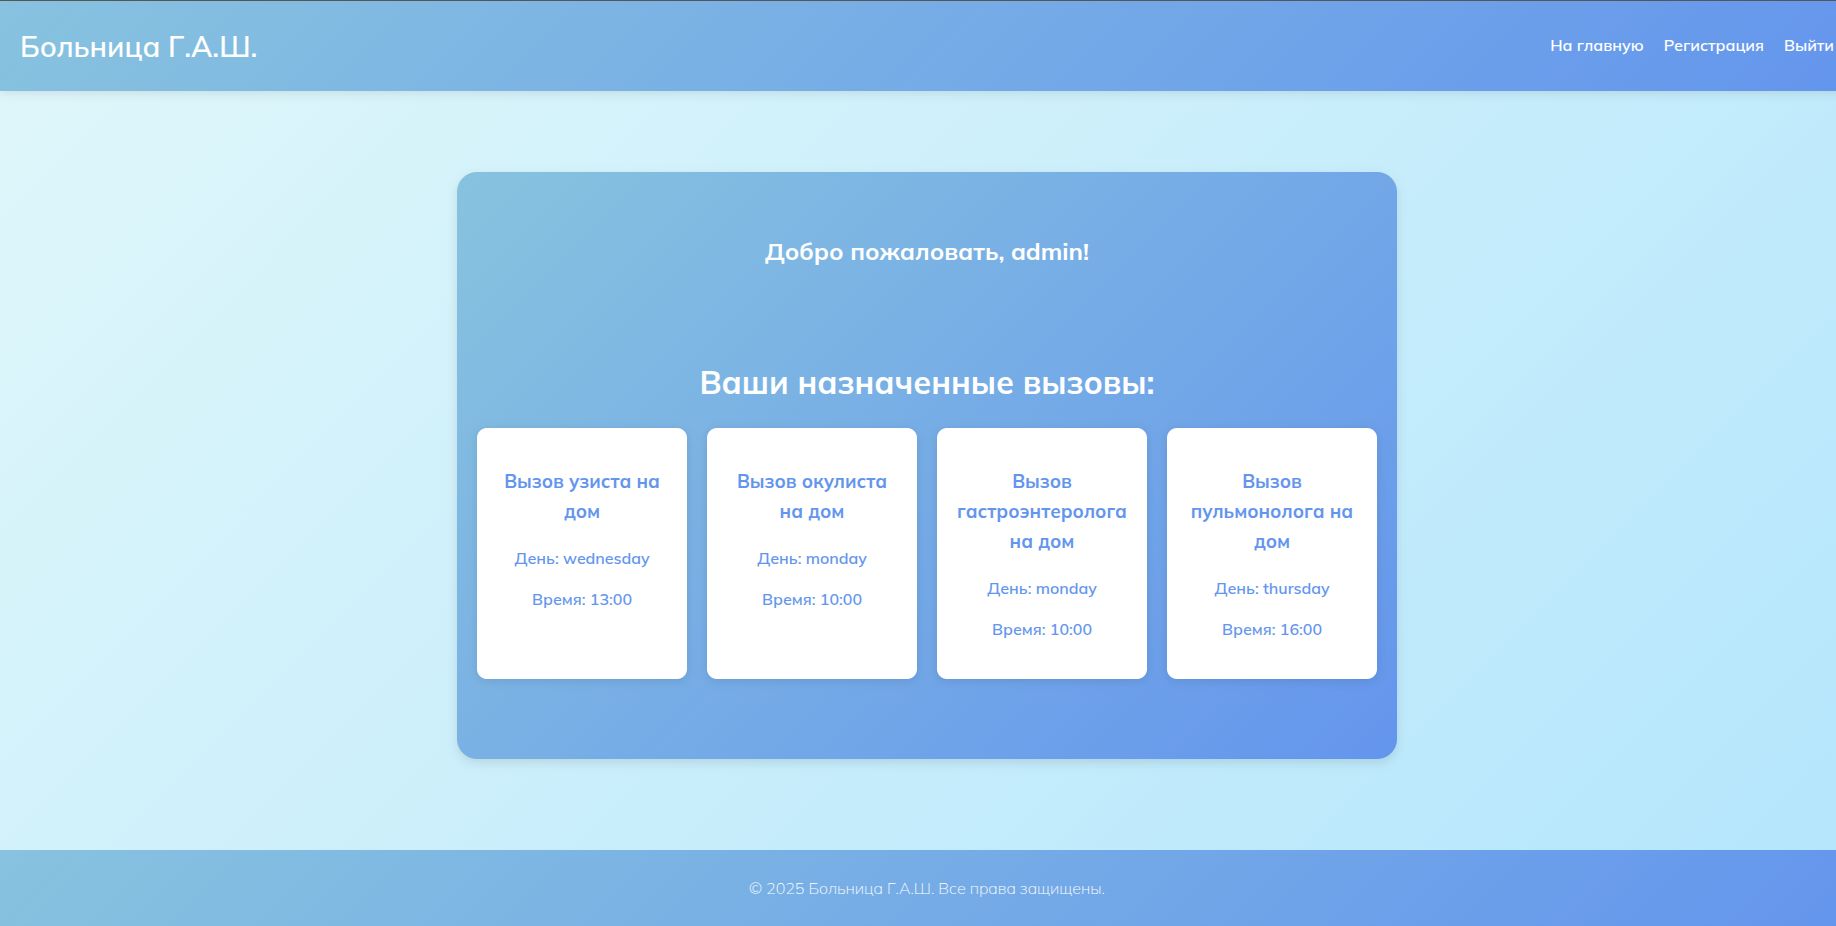 Больница Г.А.Ш.
На главную Регистрация Выйти
Добро пожаловать, admin!
Ваши назначенные вызовы:
Вызов узиста на
дом
День: wednesday
Время: 13:00
Вызов окулиста
на дом
День: monday
Время: 10:00
Вызов
гастроэнтеролога
на дом
День: monday
Время: 10:00
Вызов
пульмонолога на
дом
День: thursday
Время: 16:00
© 2025 Больница Г.А.Ш. Все права защищены.